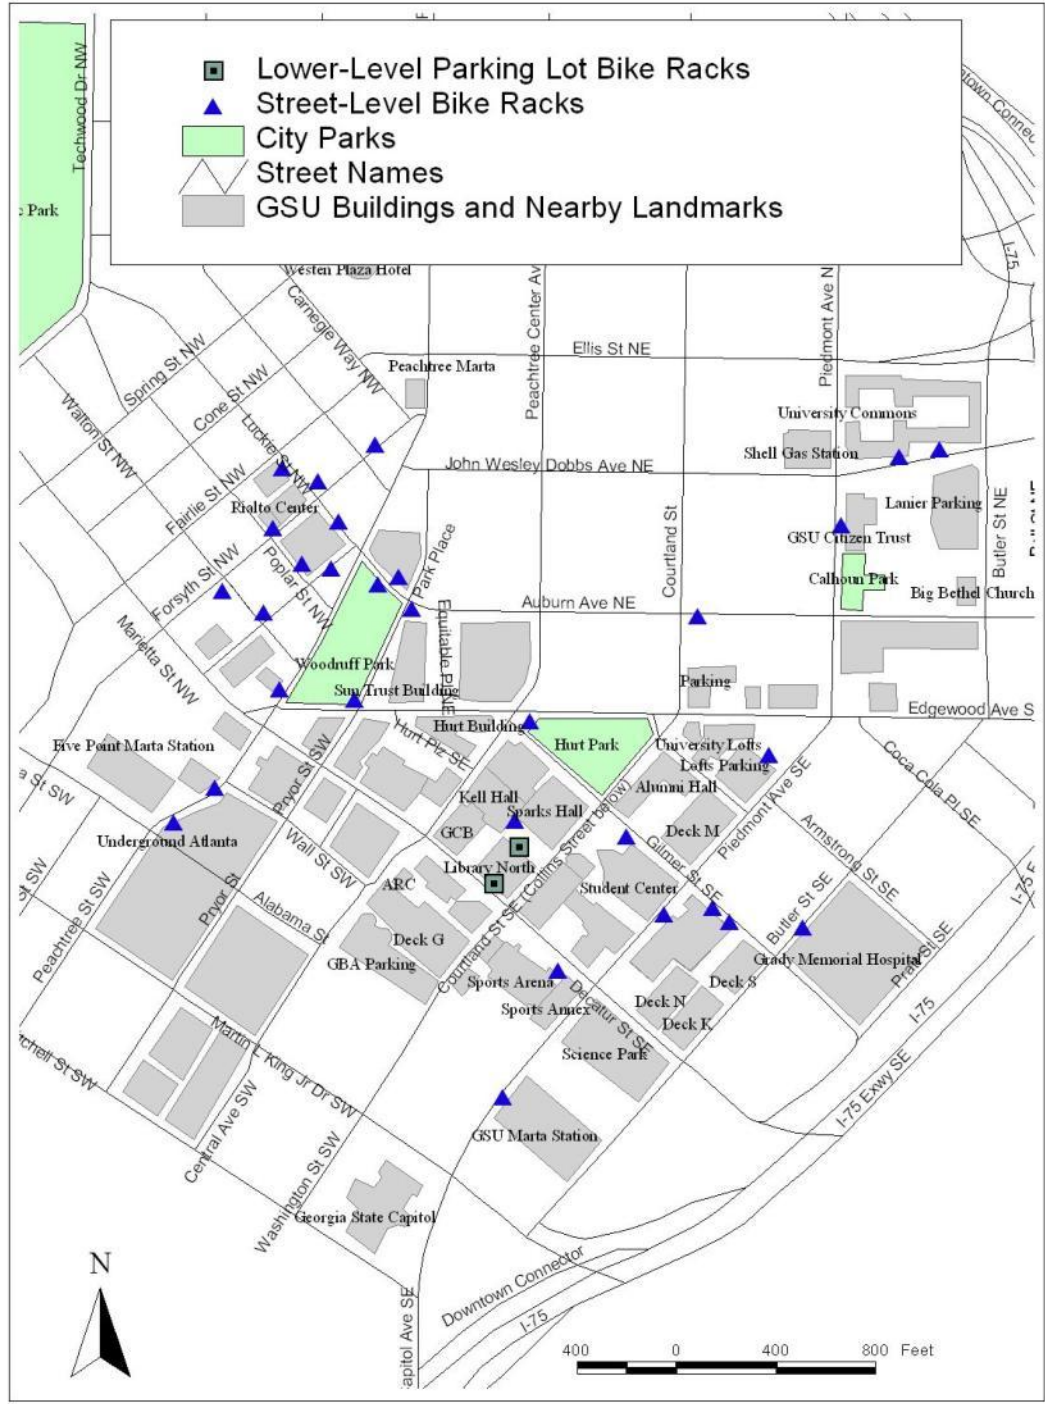 Lower-Level Parking Lot Bike Racks
Street-Level Bike Racks
City Parks
Street Names
GSU Buildings and Nearby Landmarks
Techwood Dr NW
Park
I-75
Westen Plaza Hotel
Carnegie Way NW
Peachtree Center Av
Piedmont Ave N
Ellis St NE
Peachtree Marta
Spring St NW
Cone St NW
Walton St NW
Luckie St NW
University Commons
Shell Gas Station
John Wesley Dobbs Ave NE
Fairlie St NW
Rialto Center
Lanier Parking
Butler St NE
GSU Citizen Trust
Park Place
Courtland St
Poplar St NW
Forsyth St NW
Calhoun Park
Big Bethel Church
Auburn Ave NE
Equitable Pl NE
Marietta St NW
Woodruff Park
Sun Trust Building
Parking
Edgewood Ave S
Hurt Building
Hurt Plz SE
Hurt Park
University Lofts
Lofts Parking
Five Point Marta Station
a St SW
Pryor St SW
Coca Cola Pl SE
Alumni Hall
Kell Hall
Sparks Hall
GCB
Deck M
Piedmont Ave SE
Armstrong St SE
Underground Atlanta
Wall St SW
Library North
Courtland St SE (Collins Street below)
Gilmer St SE
Student Center
ARC
Pryor St
Alabama St
Peachtree St SW
Butler St SE
Deck G
GBA Parking
Grady Memorial Hospital
Pratt St SE
Sports Arena
Sports Annex
Decatur St SE
Deck S
Deck N
Deck K
I-75
Science Park
Martin L King Jr Dr SW
chell St SW
I-75 Exwy SE
Central Ave SW
GSU Marta Station
Washington St SW
Georgia State Capitol
N
Downtown Connector
I-75
apitol Ave SE
400 0 400 800 Feet